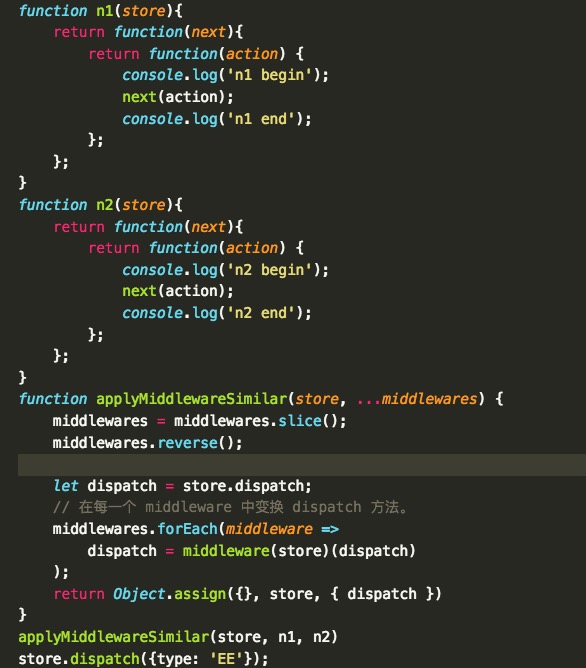 function n1(store){
    return function(next){
        return function(action) {
            console.log('n1 begin');
            next(action);
            console.log('n1 end');
        };
    };
}
function n2(store){
    return function(next){
        return function(action) {
            console.log('n2 begin');
            next(action);
            console.log('n2 end');
        };
    };
}
function applyMiddlewareSimilar(store, ...middlewares) {
    middlewares = middlewares.slice();
    middlewares.reverse();

    let dispatch = store.dispatch;
    // 在每一个 middleware 中变换 dispatch 方法。
    middlewares.forEach(middleware =>
        dispatch = middleware(store)(dispatch)
    );
    return Object.assign({}, store, { dispatch })
}
applyMiddlewareSimilar(store, n1, n2)
store.dispatch({type: 'EE'});